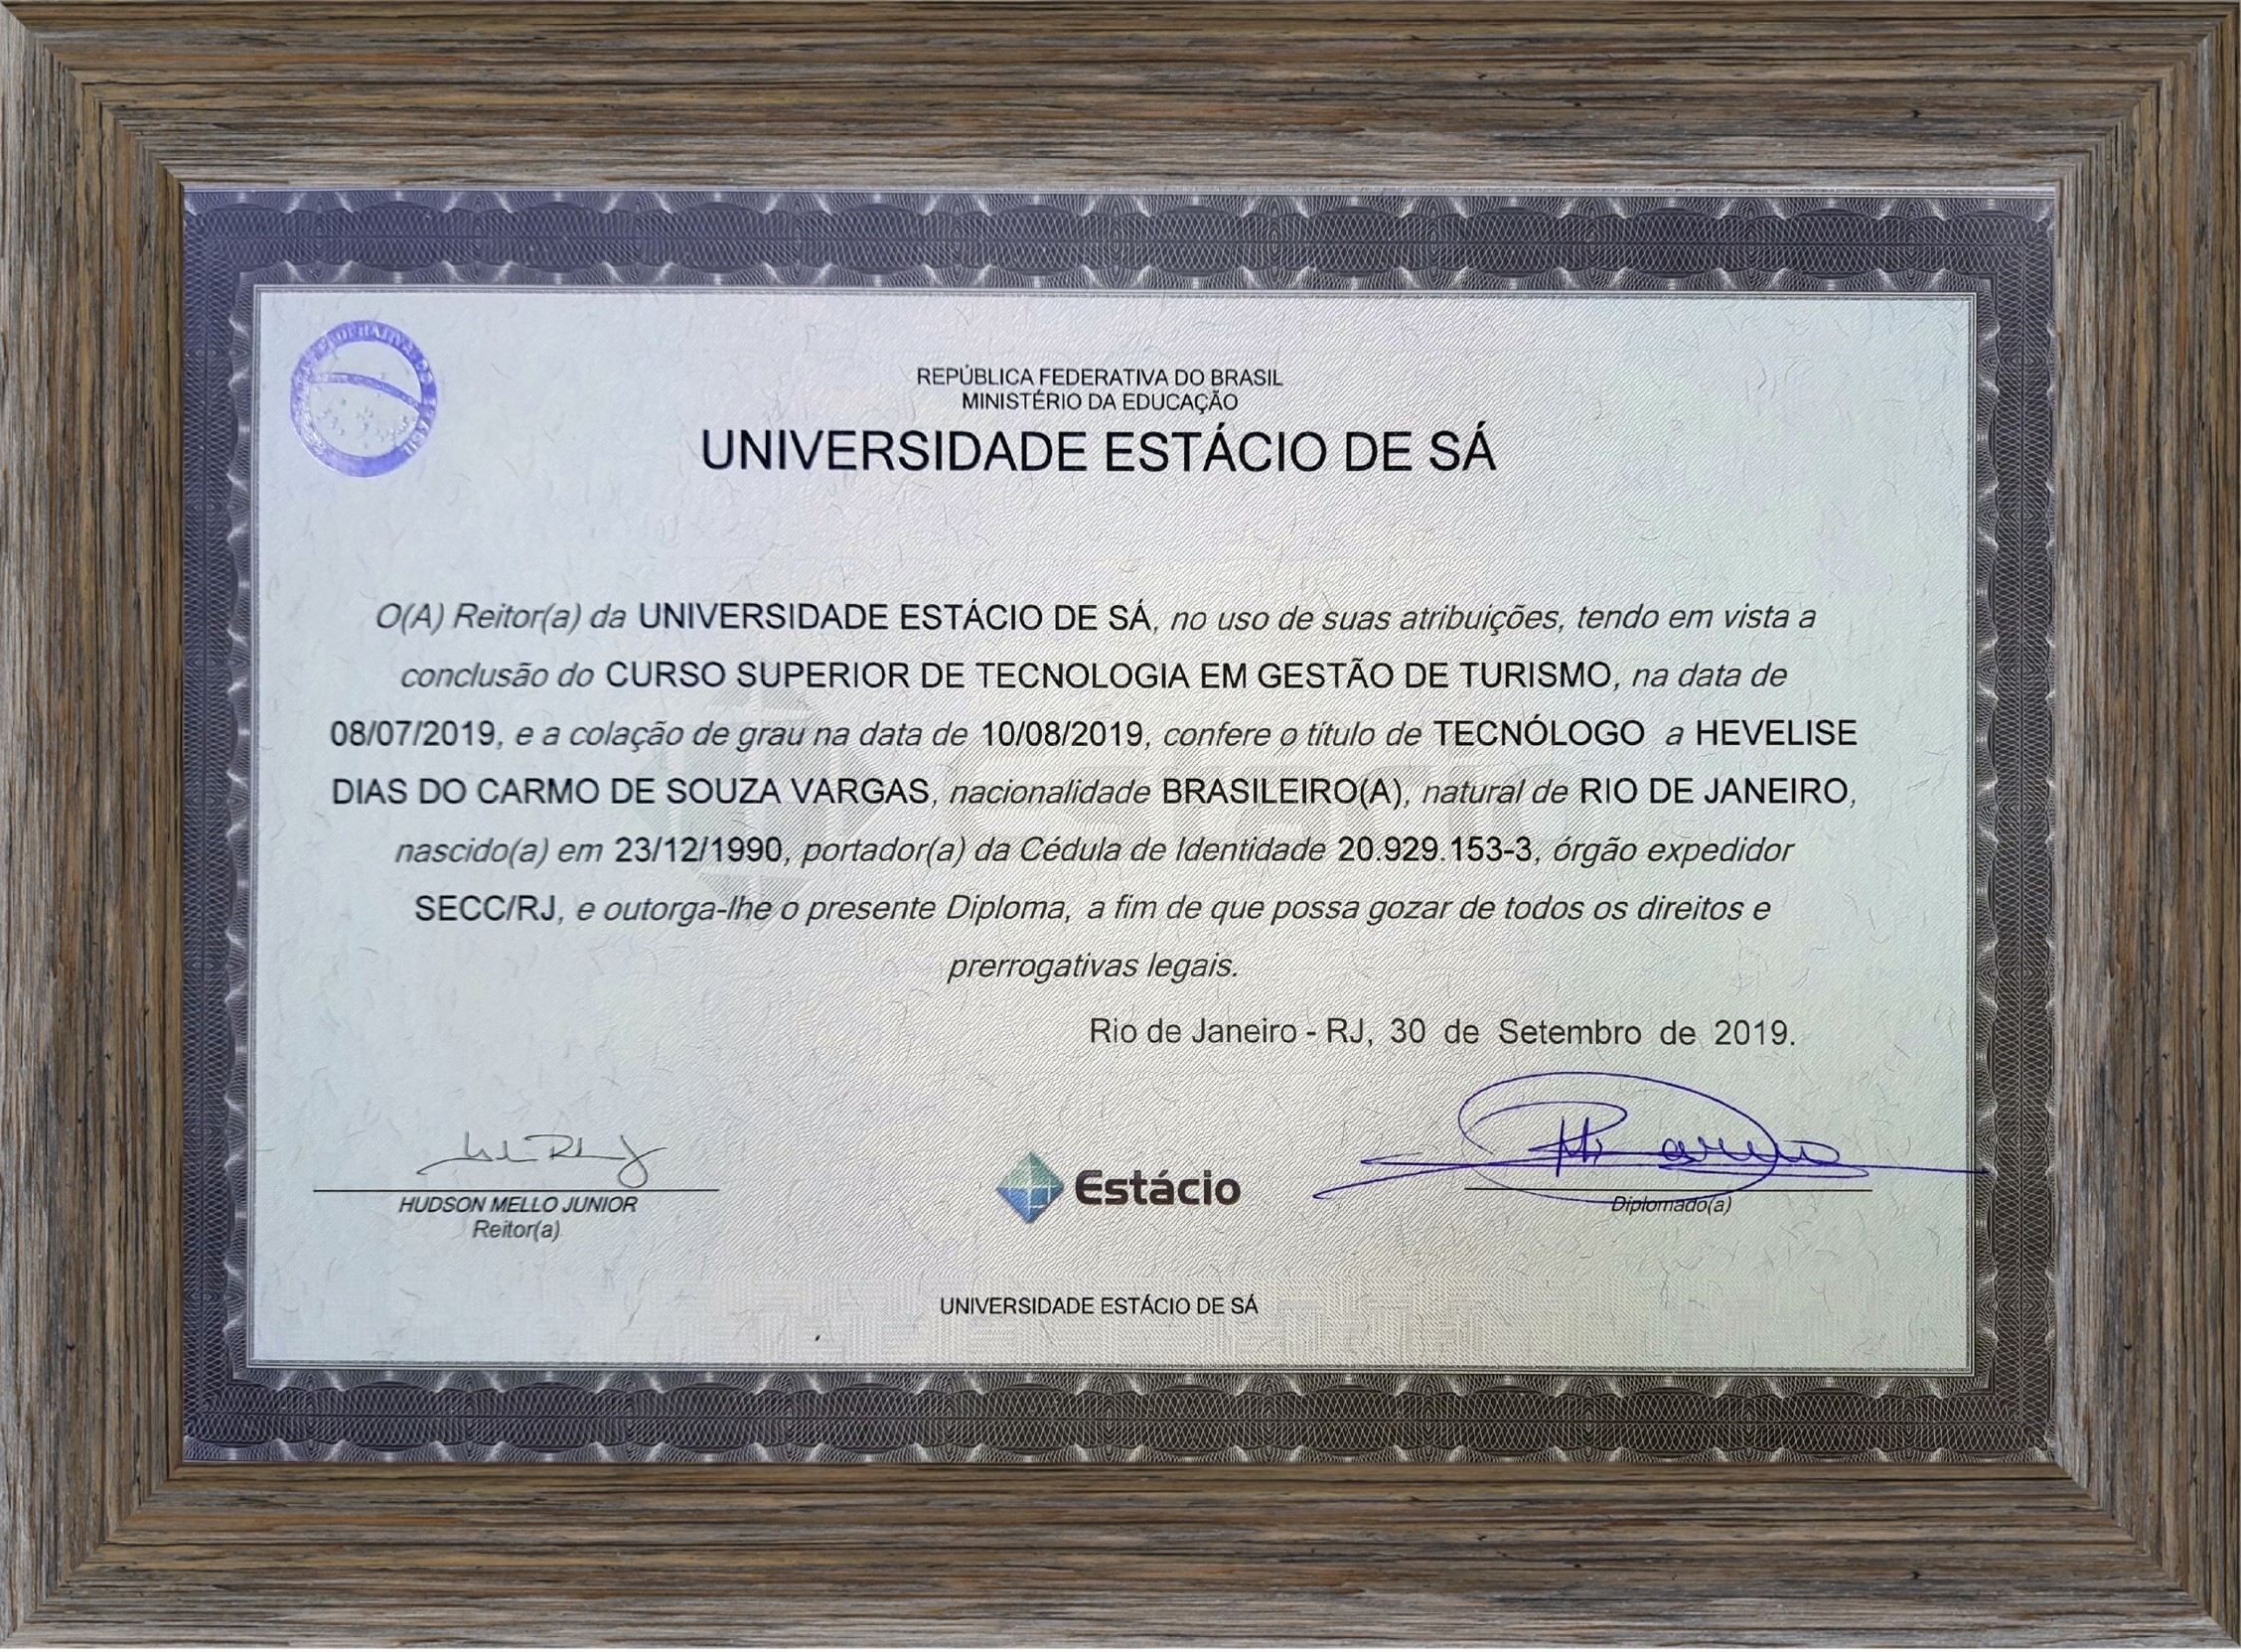 REPÚBLICA FEDERATIVA DO BRASIL
MINISTÉRIO DA EDUCAÇÃO
UNIVERSIDADE ESTÁCIO DE SÁ
O(A) Reitor(a) da UNIVERSIDADE ESTÁCIO DE SÁ, no uso de suas atribuições, tendo em vista a
conclusão do CURSO SUPERIOR DE TECNOLOGIA EM GESTÃO DE TURISMO, na data de
08/07/2019, e a colação de grau na data de 10/08/2019, confere o título de TECNÓLOGO a HEVELISE
DIAS DO CARMO DE SOUZA VARGAS, nacionalidade BRASILEIRO(A), natural de RIO DE JANEIRO,
nascido(a) em 23/12/1990, portador(a) da Cédula de Identidade 20.929.153-3, órgão expedidor
SECC/RJ, e outorga-lhe o presente Diploma, a fim de que possa gozar de todos os direitos e
prerrogativas legais.
Rio de Janeiro - RJ, 30 de Setembro de 2019.
HUDSON MELLO JUNIOR
Reitor(a)
Estácio
Diplomado(a)
UNIVERSIDADE ESTÁCIO DE SÁ